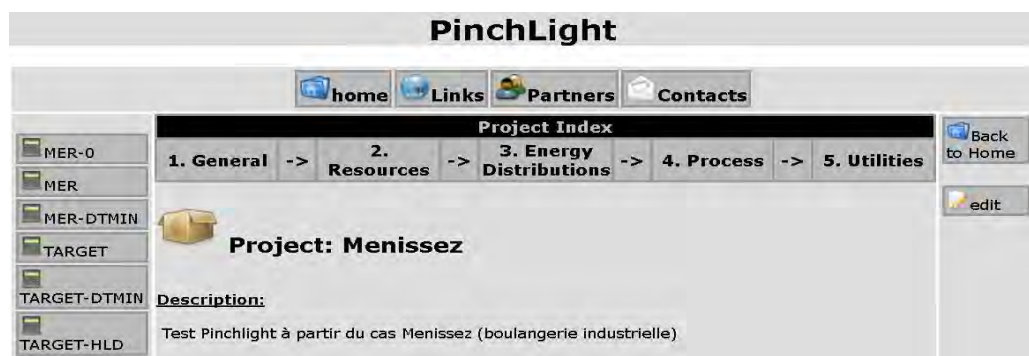 PinchLight
home Links Partners Contacts
Project Index
1. General -> 2. Resources -> 3. Energy Distributions -> 4. Process -> 5. Utilities
MER-0
MER
MER-DTMIN
TARGET
TARGET-DTMIN
TARGET-HLD
Project: Menissez
Description:
Test Pinchlight à partir du cas Menissez (boulangerie industrielle)
Back
to Home
edit